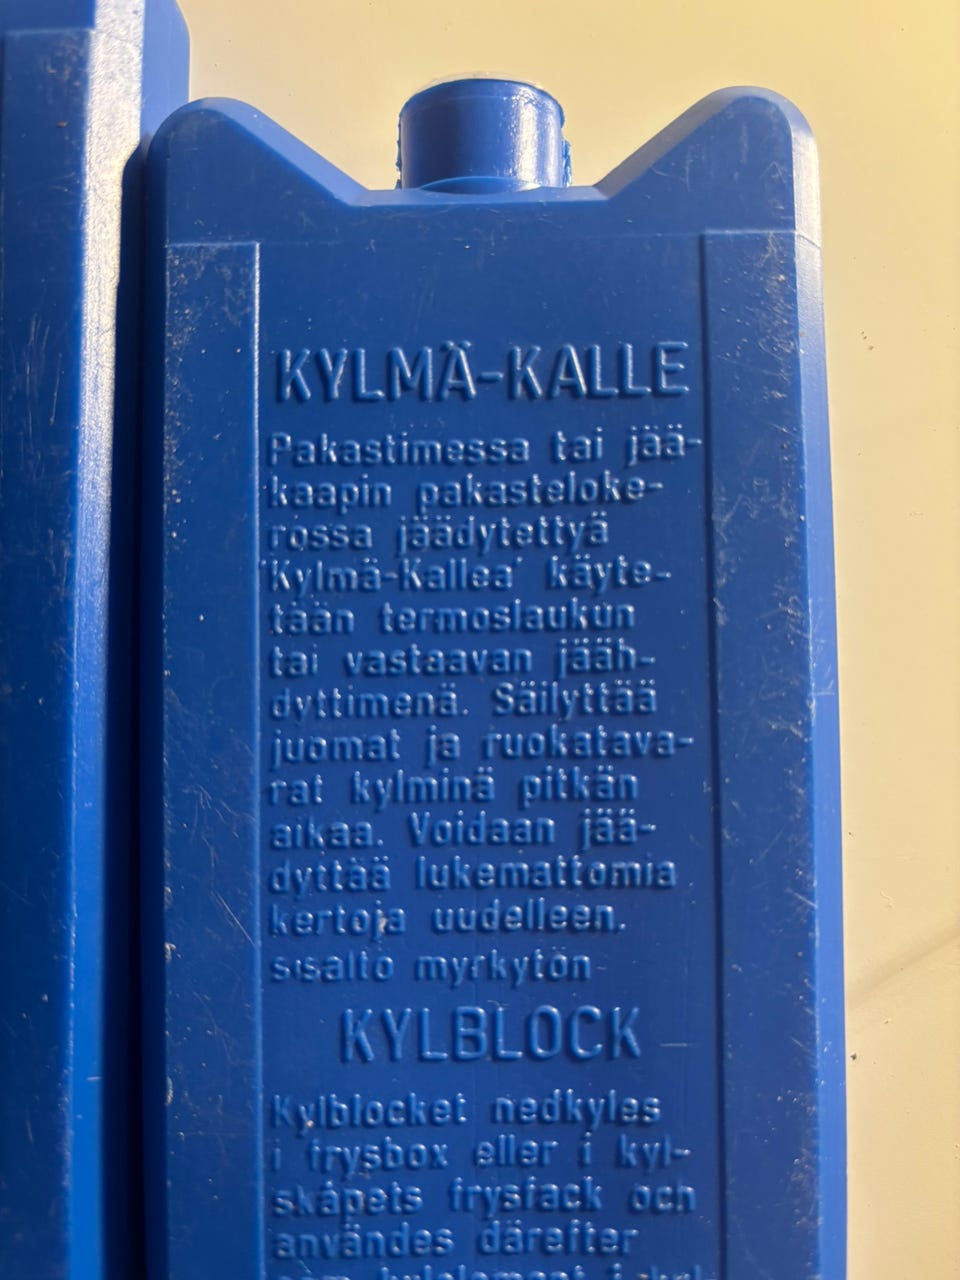 KYLMÄ-KALLE
Pakastimessa tai jää-
kaapin pakasteloke-
rossa jäädytettyä
'Kylmä-Kallea' käyte-
tään termoslaukun
tai vastaavan jääh-
dyttimenä. Säilyttää
juomat ja ruokatava-
rat kylminä pitkän
aikaa. Voidaan jää-
dyttää lukemattomia
kertoja uudelleen.
sisältö myrkytön
KYLBLOCK
Kylblocket nedkyles
i frysbox eller i kyl-
skåpets frysfack och
användes därefter